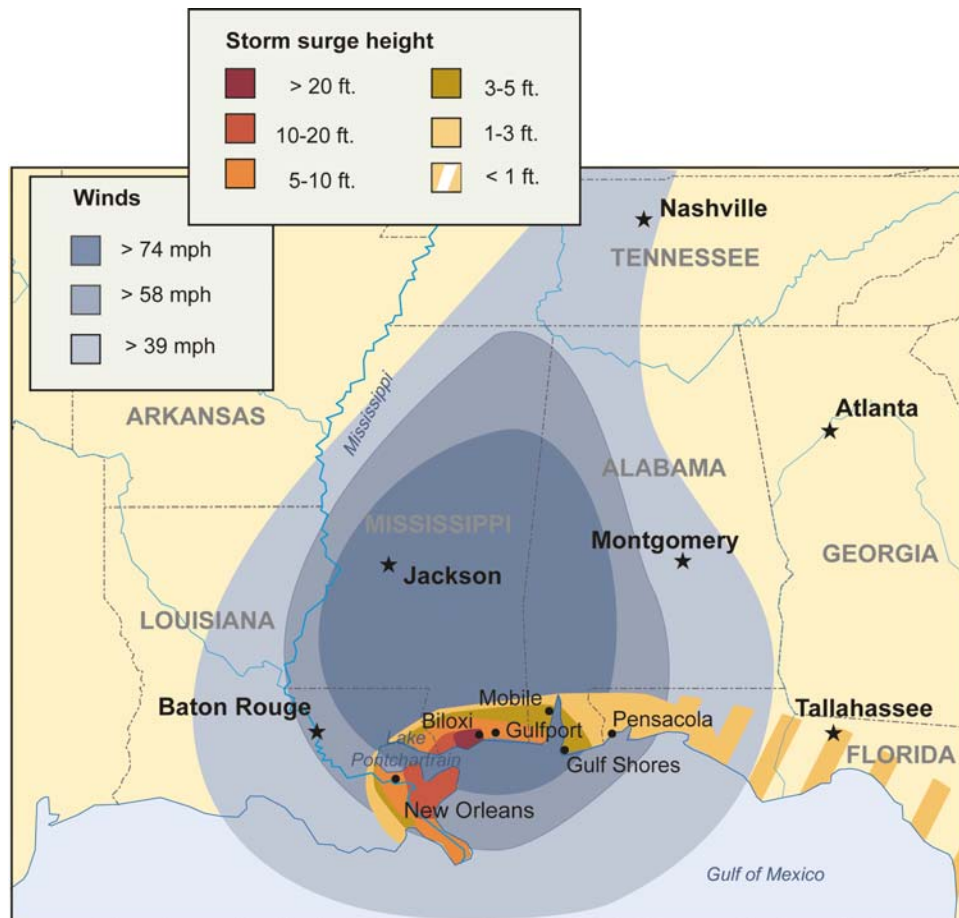 Storm surge height
> 20 ft.
3-5 ft.
10-20 ft.
1-3 ft.
5-10 ft.
< 1 ft.
Winds
> 74 mph
> 58 mph
> 39 mph
Nashville
TENNESSEE
Mississippi
ARKANSAS
Atlanta
ALABAMA
MISSISSIPPI
Montgomery
GEORGIA
Jackson
LOUISIANA
Baton Rouge
Mobile
Biloxi
Gulfport
Pensacola
Tallahassee
Lake
Pontchartrain
Gulf Shores
FLORIDA
New Orleans
Gulf of Mexico